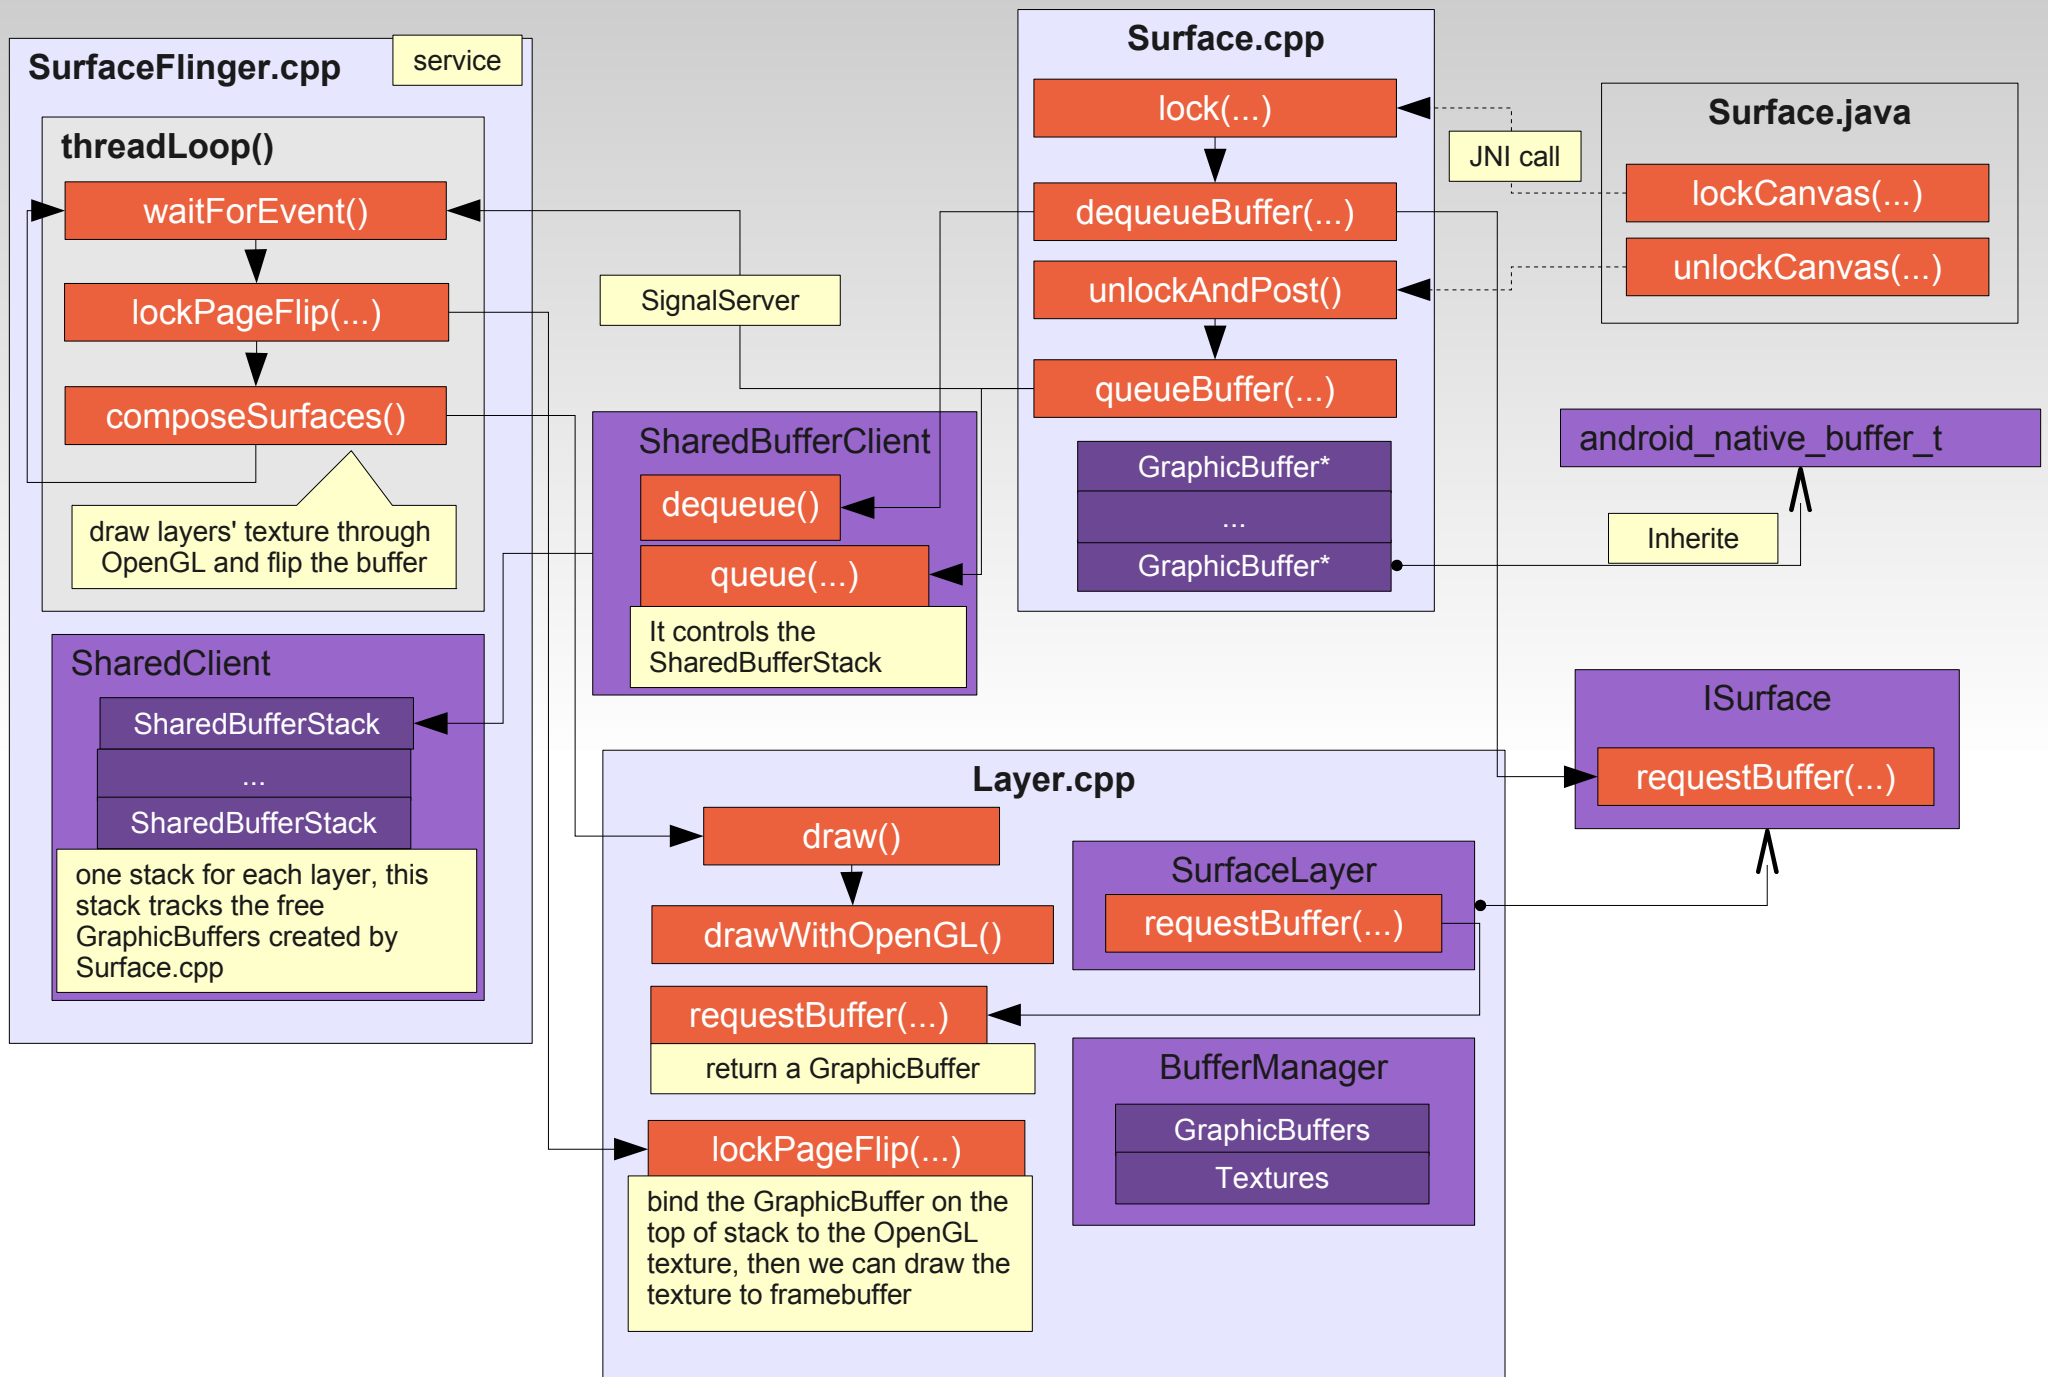 SurfaceFlinger.cpp
service
threadLoop()
waitForEvent()
lockPageFlip(...)
composeSurfaces()
draw layers' texture through
OpenGL and flip the buffer
SharedClient
SharedBufferStack
...
SharedBufferStack
one stack for each layer, this
stack tracks the free
GraphicBuffers created by
Surface.cpp
SignalServer
SharedBufferClient
dequeue()
queue(...)
It controls the
SharedBufferStack
Surface.cpp
lock(...)
dequeueBuffer(...)
unlockAndPost()
queueBuffer(...)
GraphicBuffer*
...
GraphicBuffer*
JNI call
Surface.java
lockCanvas(...)
unlockCanvas(...)
android_native_buffer_t
Inherite
ISurface
requestBuffer(...)
Layer.cpp
draw()
drawWithOpenGL()
requestBuffer(...)
return a GraphicBuffer
lockPageFlip(...)
bind the GraphicBuffer on the
top of stack to the OpenGL
texture, then we can draw the
texture to framebuffer
SurfaceLayer
requestBuffer(...)
BufferManager
GraphicBuffers
Textures